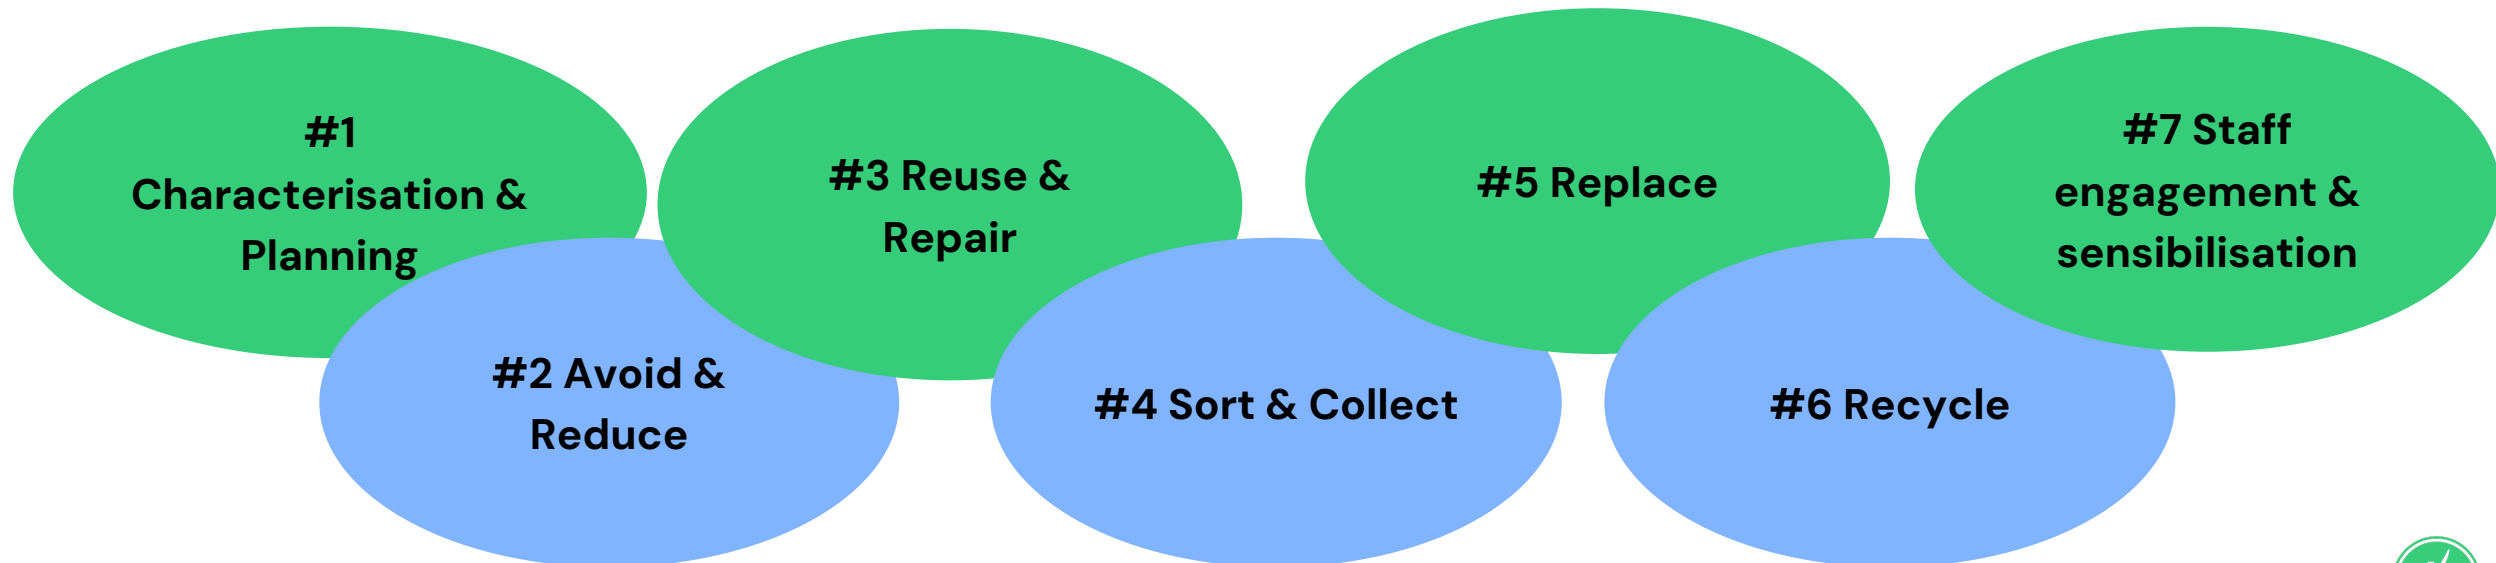 #1
Characterisation &
Planning
#2 Avoid &
Reduce
#3 Reuse &
Repair
#4 Sort & Collect
#5 Replace
#6 Recycle
#7 Staff
engagement &
sensibilisation